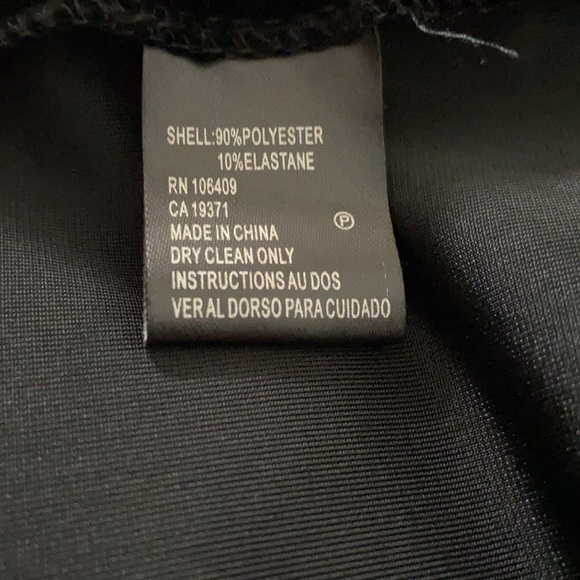 SHELL:90%POLYESTER
10%ELASTANE
RN 106409
CA 19371
MADE IN CHINA
P
DRY CLEAN ONLY
INSTRUCTIONS AU DOS
VER AL DORSO PARA CUIDADO